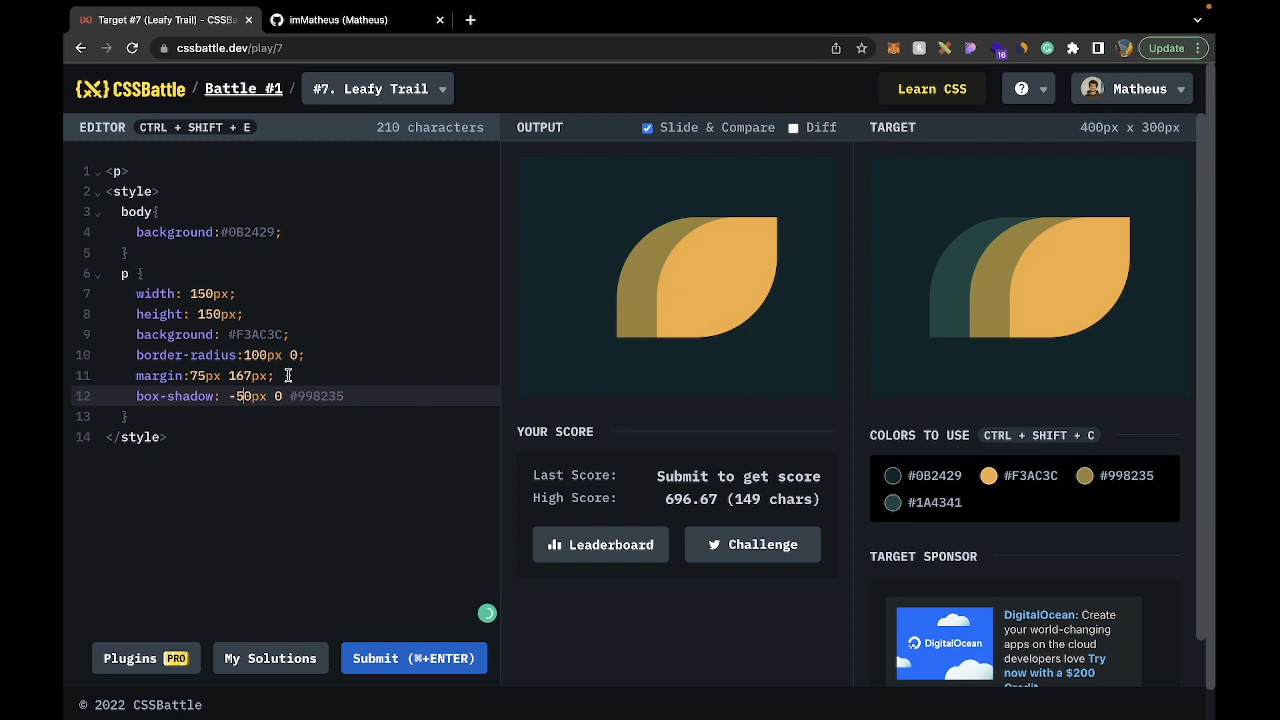 Target #7 (Leafy Trail) - CSSB
imMatheus (Matheus)
cssbattle.dev/play/7
16
Update
CSSBATTLE / Battle #1 / #7. Leafy Trail
Learn CSS
?
Matheus
EDITOR CTRL + SHIFT + E 210 characters
OUTPUT Slide & Compare Diff
TARGET 400px x 300px
1 <p>
2 <style>
3 body{
4 background:#0B2429;
5 }
6 p {
7 width: 150px;
8 height: 150px;
9 background: #F3AC3C;
10 border-radius:100px 0;
11 margin:75px 167px;
12 box-shadow: -50px 0 #998235
13 }
14 </style>
YOUR SCORE
Last Score: Submit to get score
High Score: 696.67 (149 chars)
Leaderboard
Challenge
COLORS TO USE CTRL + SHIFT + C
#0B2429 #F3AC3C #998235
#1A4341
TARGET SPONSOR
DigitalOcean
DigitalOcean: Create
your world-changing
apps on the cloud
developers love Try
now with a $200
Credit
Plugins PRO
My Solutions
Submit (⌘+ENTER)
© 2022 CSSBattle